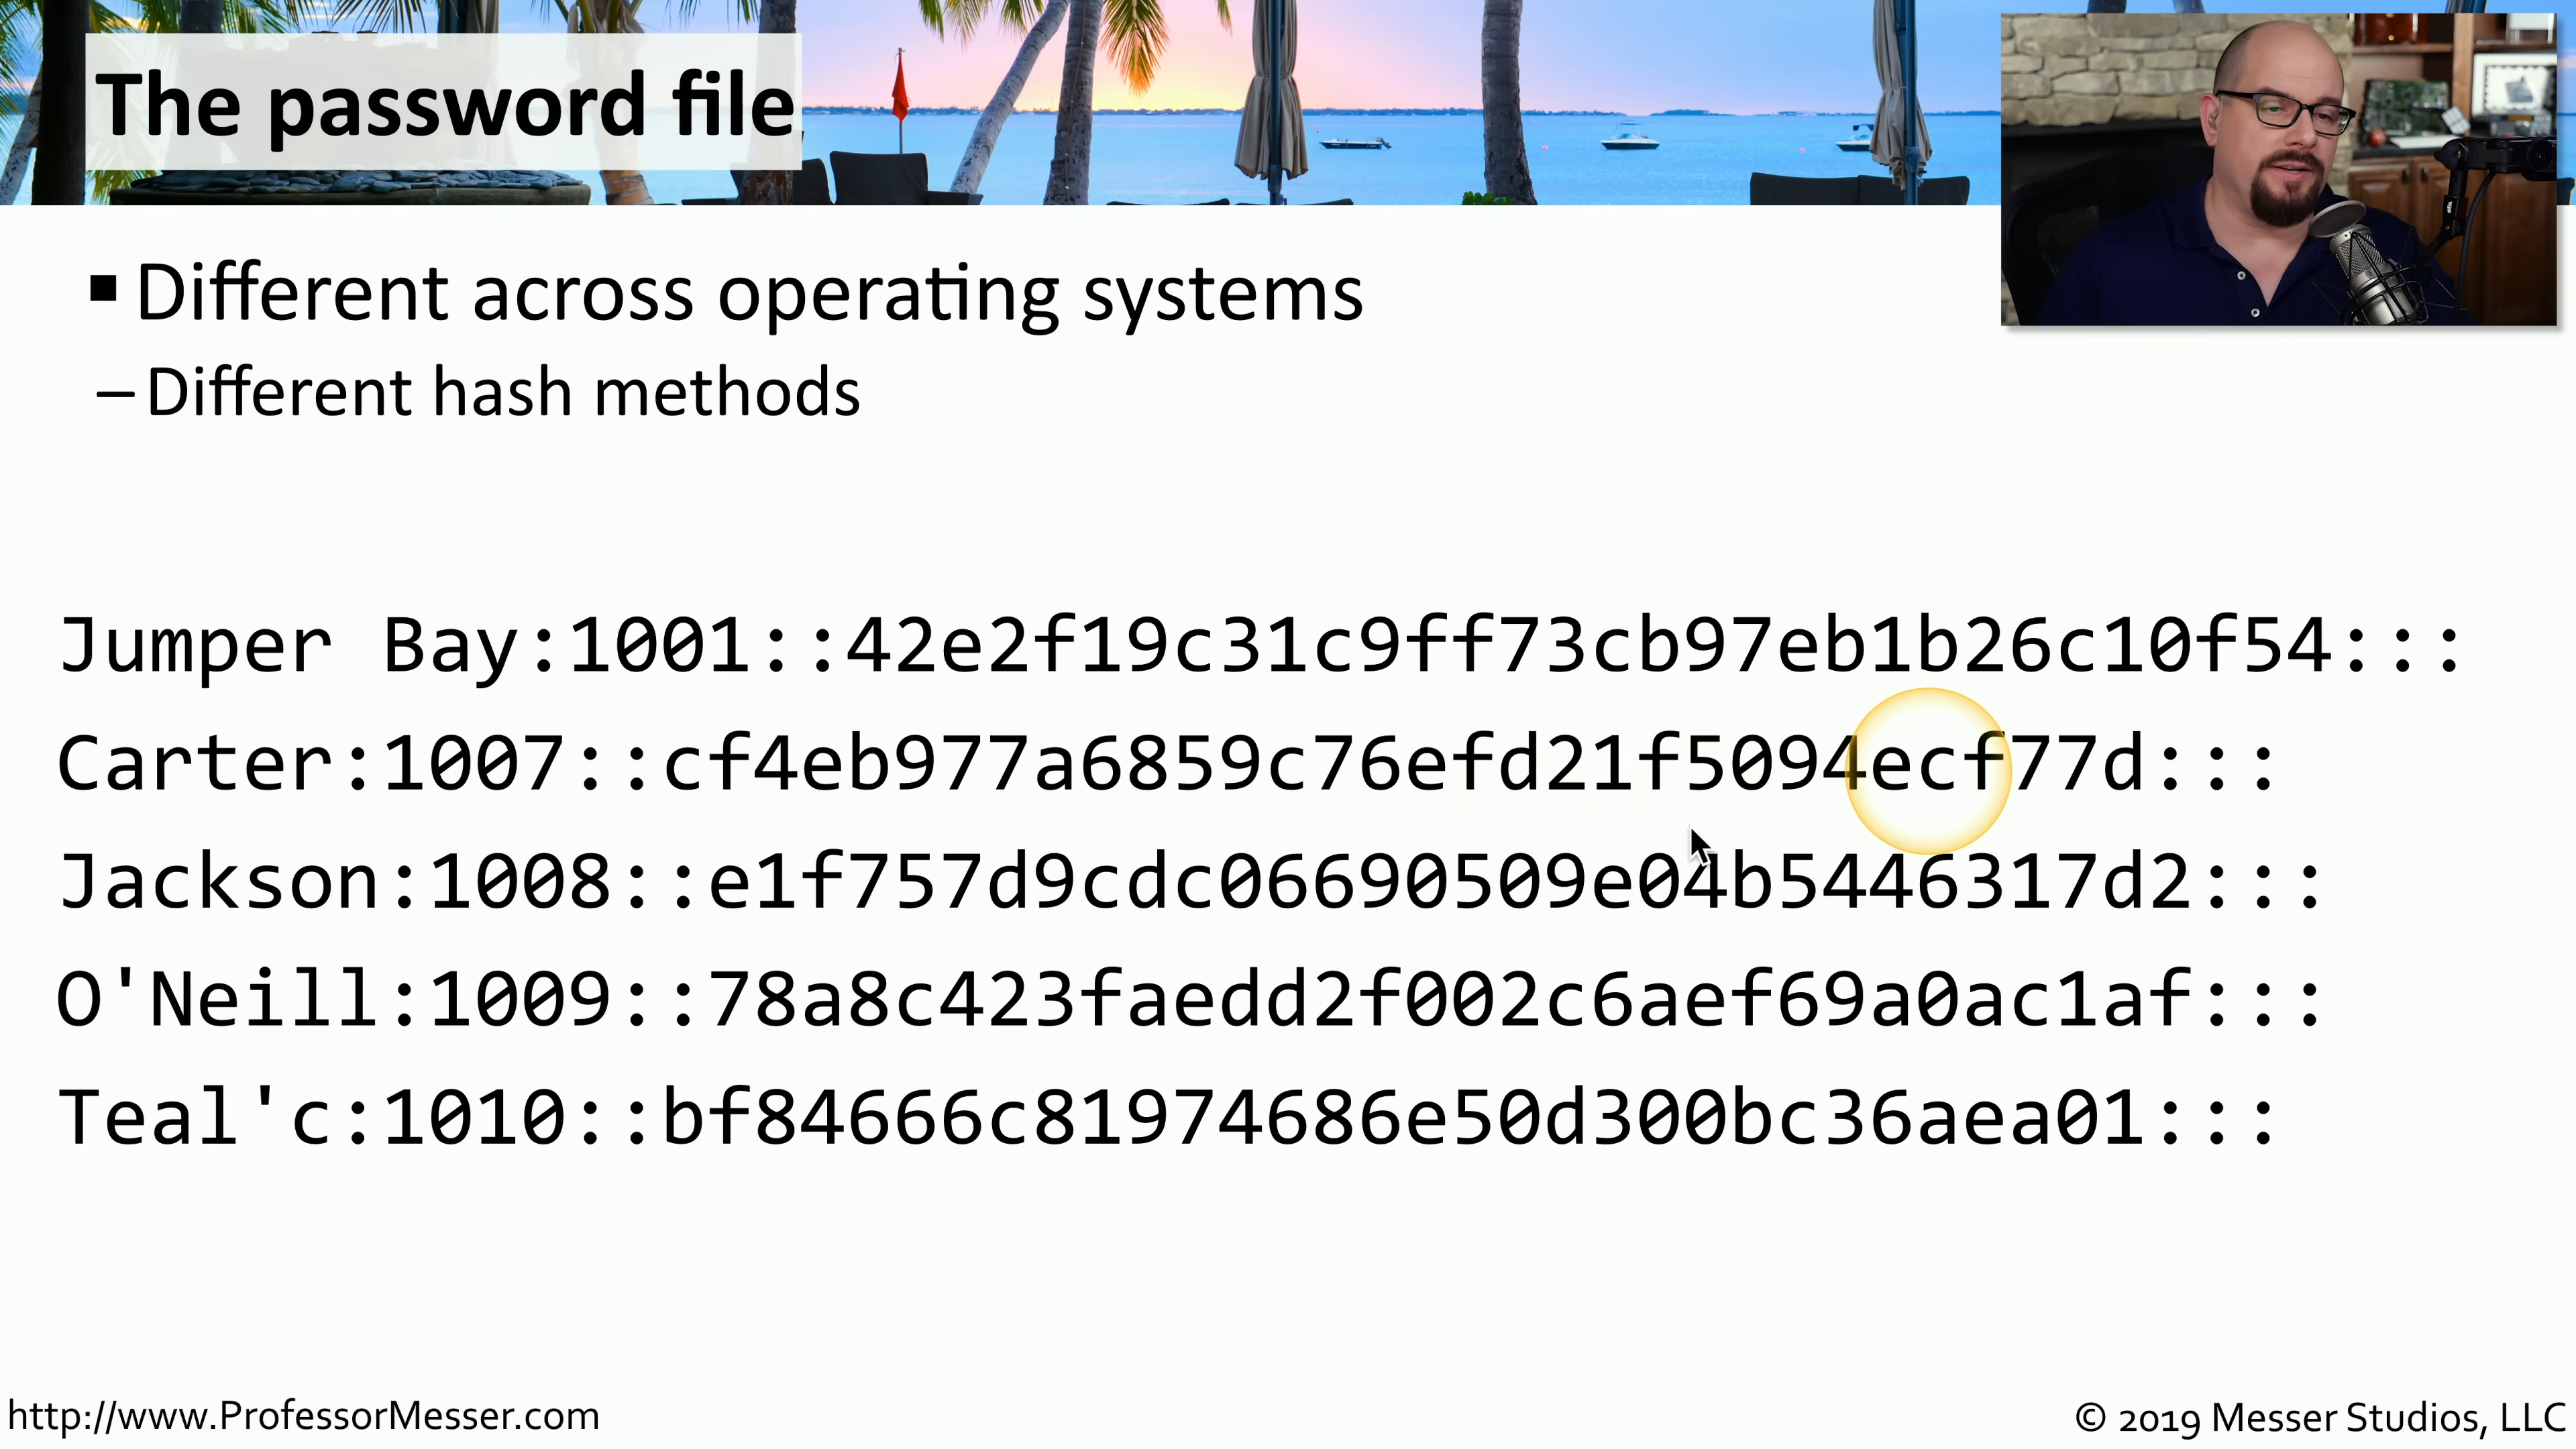 The password file
▪ Different across operating systems
– Different hash methods
Jumper Bay:1001::42e2f19c31c9ff73cb97eb1b26c10f54:::
Carter:1007::cf4eb977a6859c76efd21f5094ecf77d:::
Jackson:1008::e1f757d9cdc06690509e04b5446317d2:::
O'Neill:1009::78a8c423faedd2f002c6aef69a0ac1af:::
Teal'c:1010::bf84666c81974686e50d300bc36aea01:::
http://www.ProfessorMesser.com
© 2019 Messer Studios, LLC